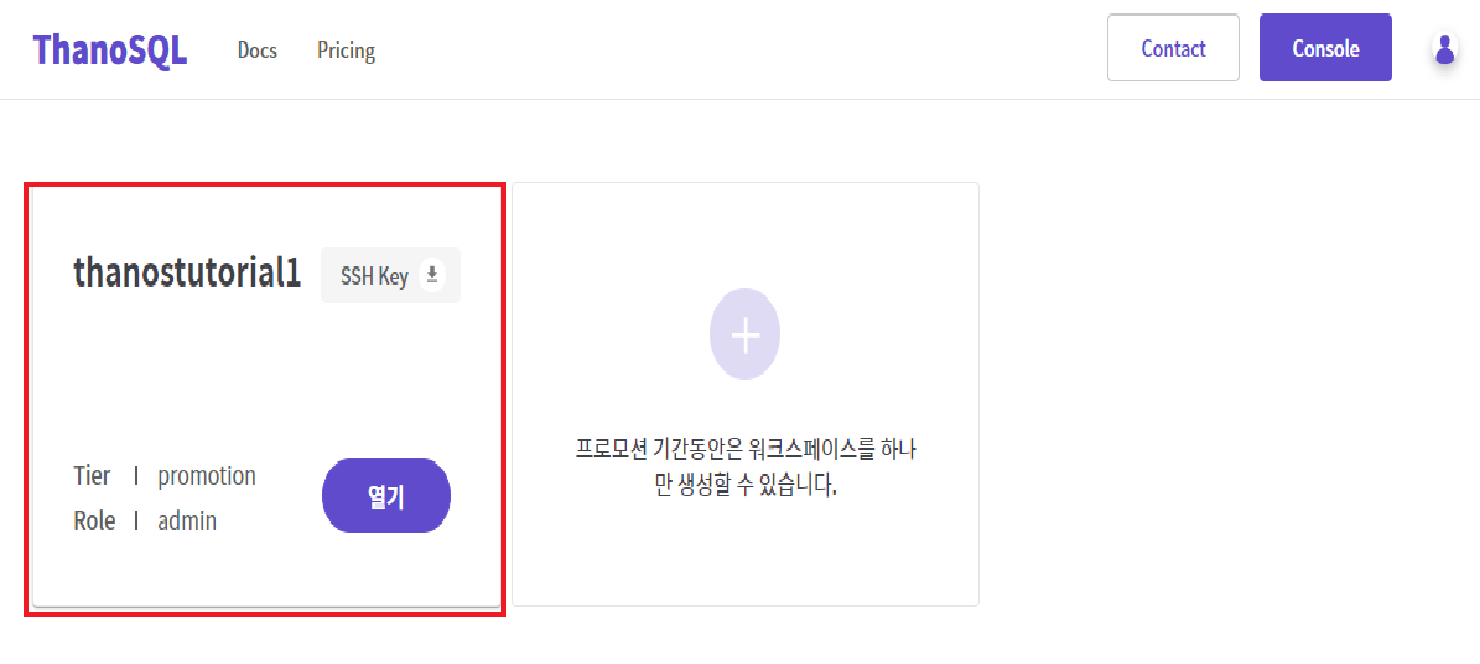 ThanoSQL Docs Pricing Contact Console
thanostutorial1 SSH Key
Tier | promotion
Role | admin
열기
프로모션 기간동안은 워크스페이스를 하나
만 생성할 수 있습니다.